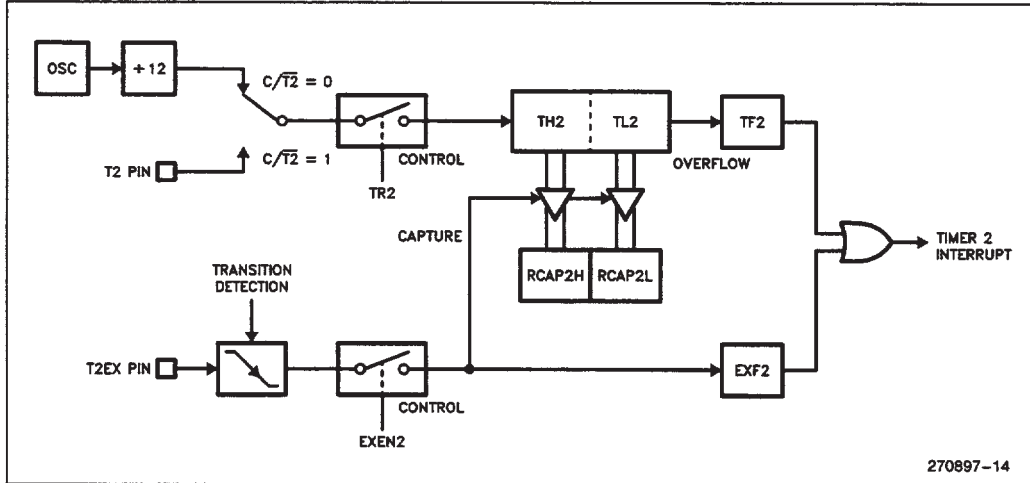 OSC
÷12
C/T2 = 0
T2 PIN
C/T2 = 1
CONTROL
TR2
TH2
TL2
OVERFLOW
TF2
CAPTURE
RCAP2H
RCAP2L
TIMER 2
INTERRUPT
TRANSITION
DETECTION
T2EX PIN
CONTROL
EXEN2
EXF2
270897-14